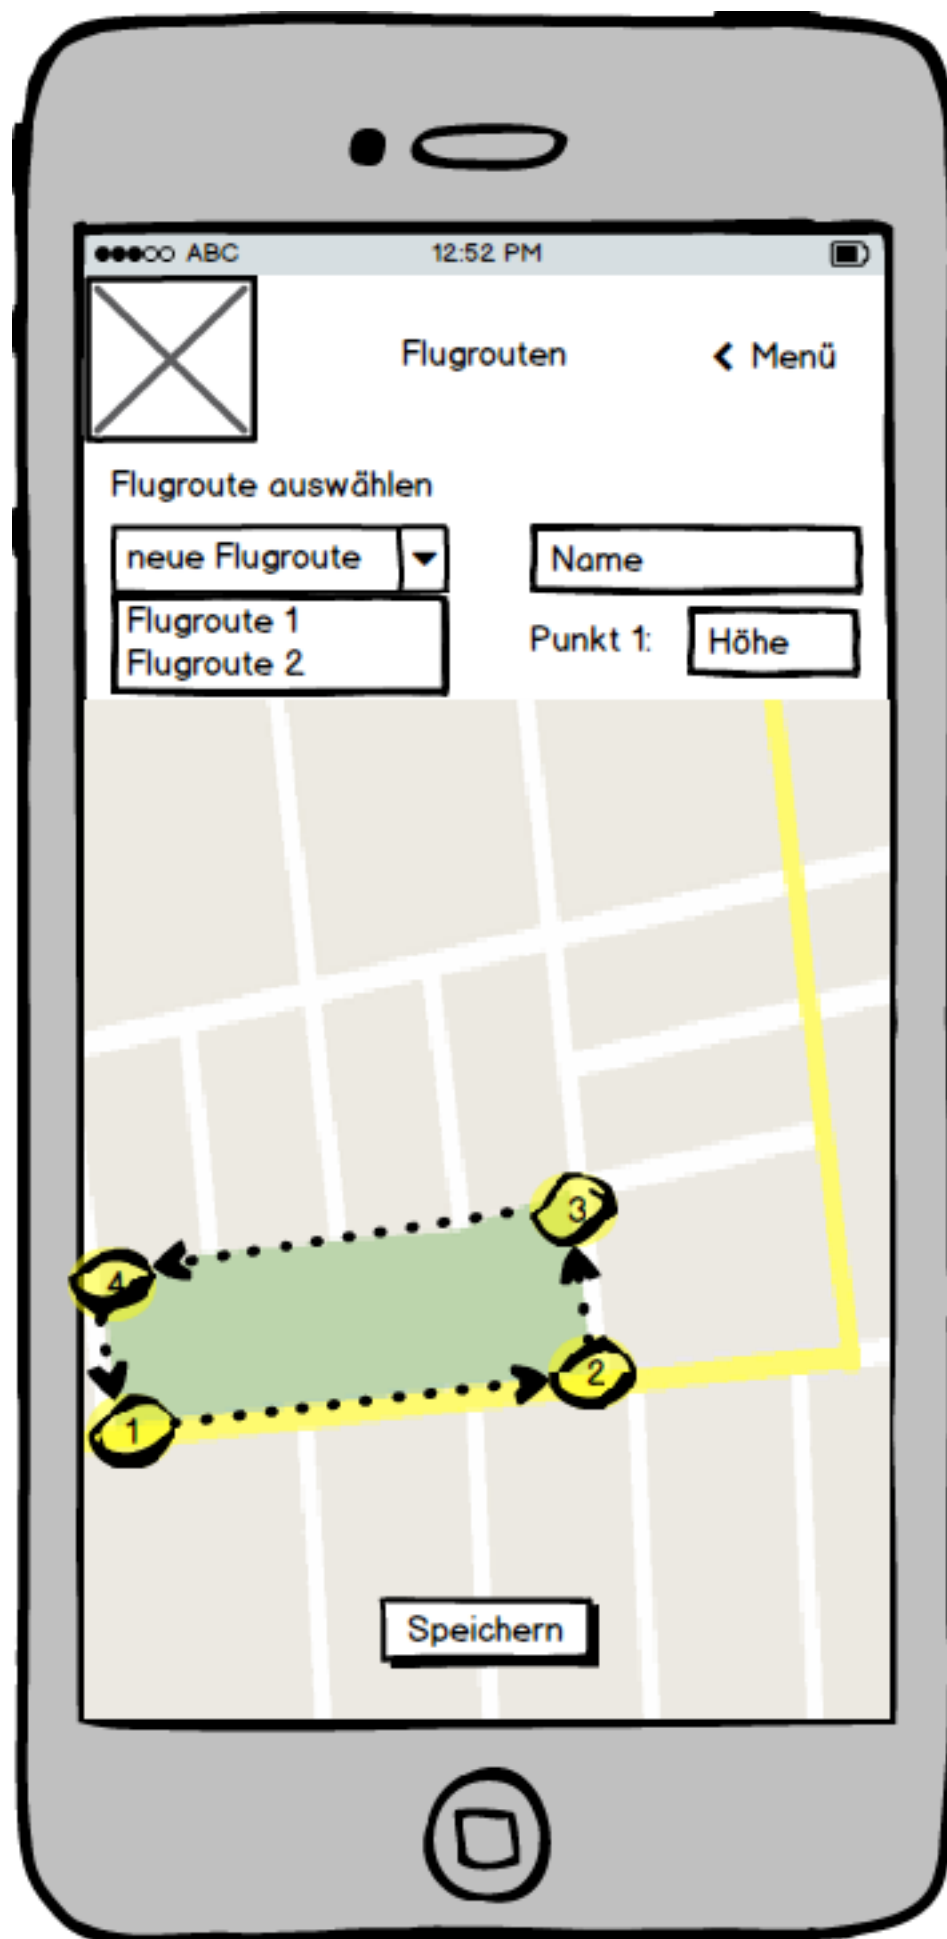 ABC 12:52 PM
Flugrouten
Menü
Flugroute auswählen
neue Flugroute
Name
Flugroute 1
Flugroute 2
Punkt 1:
Höhe
3
4
2
1
Speichern